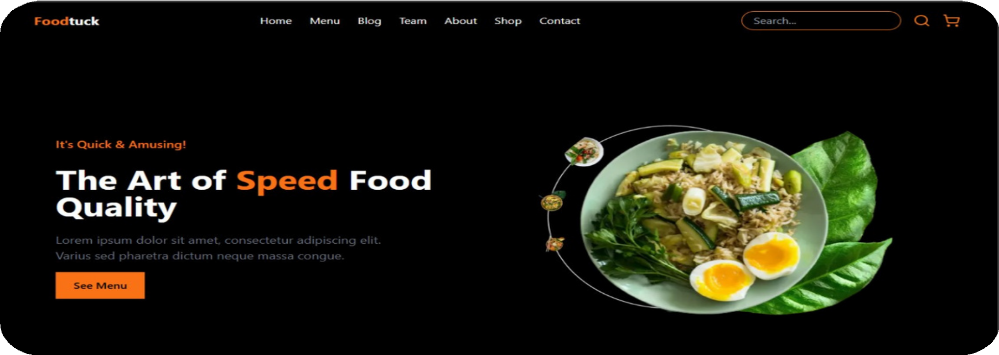 Foodtuck
Home Menu Blog Team About Shop Contact
Search...
It's Quick & Amusing!
The Art of Speed Food
Quality
Lorem ipsum dolor sit amet, consectetur adipiscing elit.
Varius sed pharetra dictum neque massa congue.
See Menu